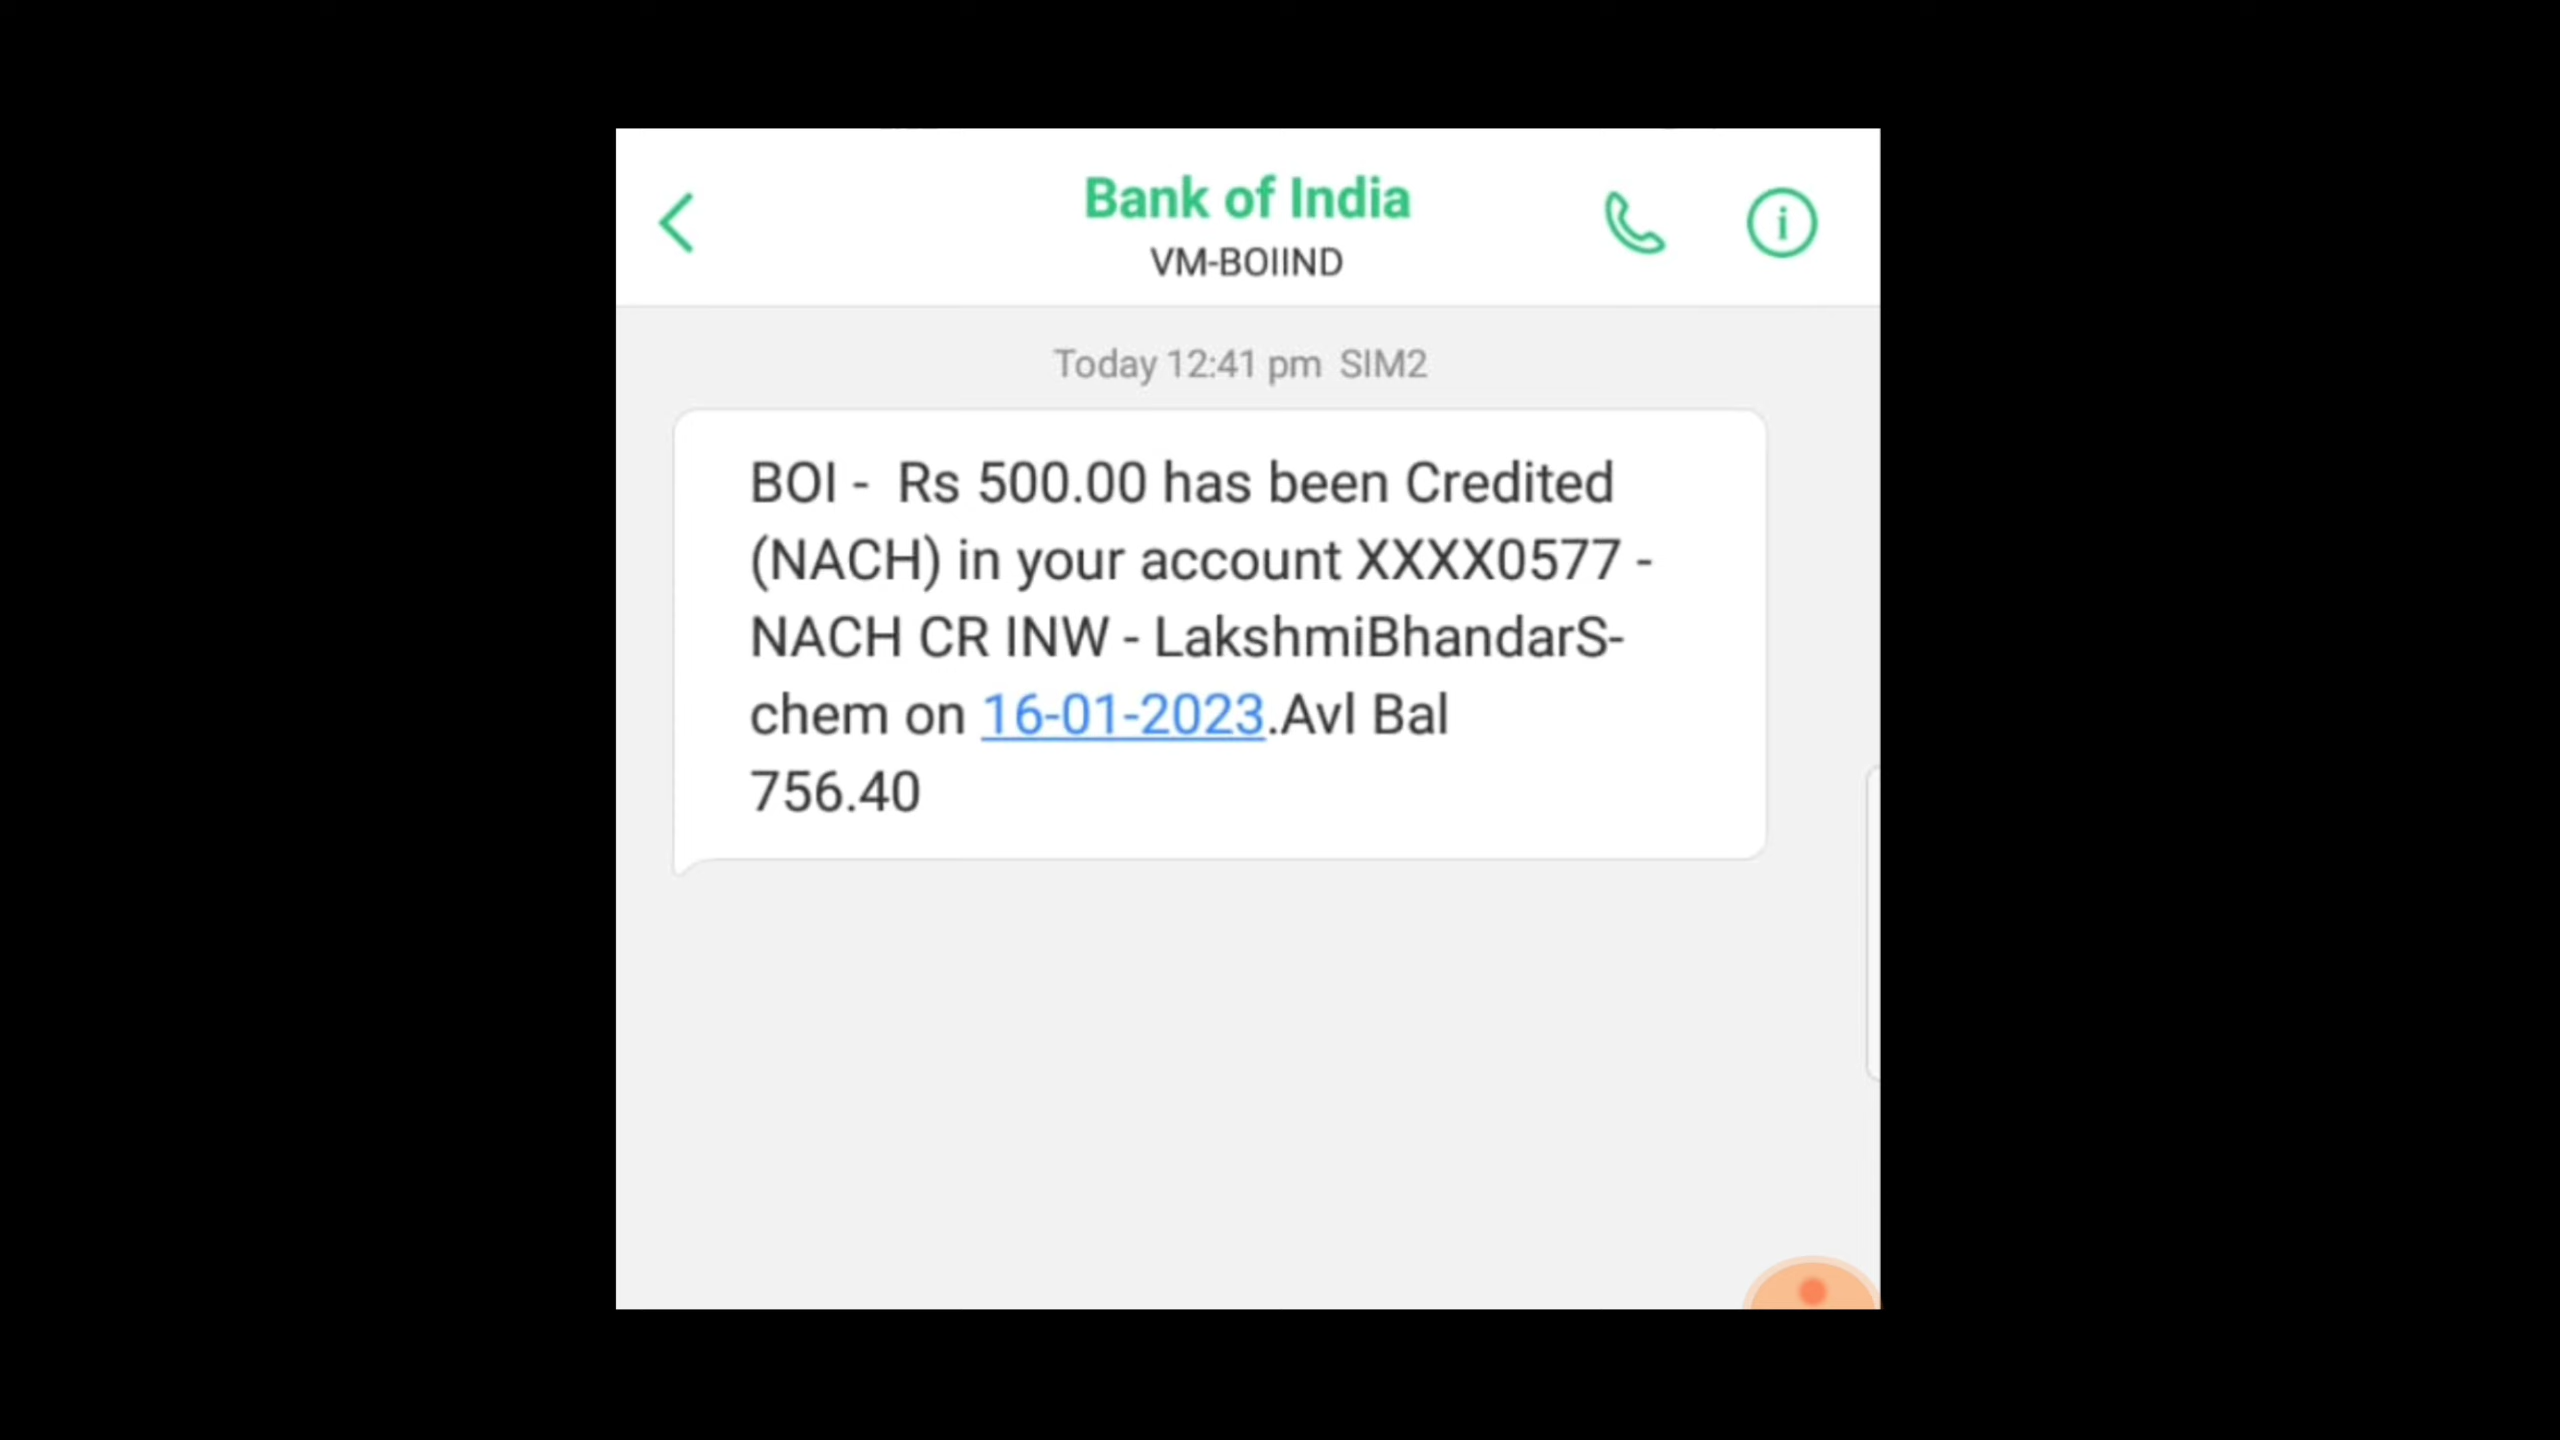 Bank of India
VM-BOIIND
Today 12:41 pm SIM2
BOI - Rs 500.00 has been Credited
(NACH) in your account XXXX0577 -
NACH CR INW - LakshmiBhandarS-
chem on 16-01-2023.Avl Bal
756.40